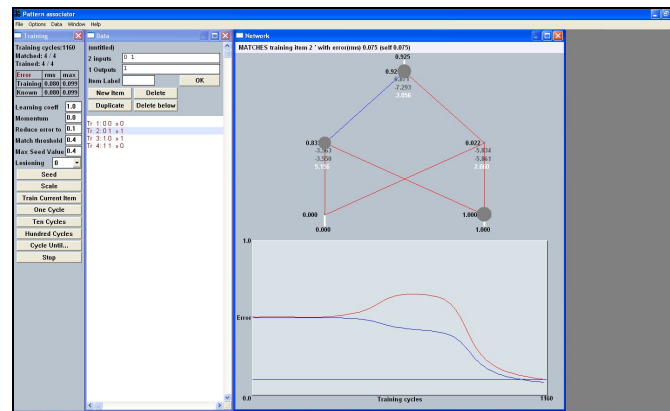 Pattern associator
File Options Data Window Help
Training
Training cycles:1160
Matched: 4 / 4
Trained: 4 / 4
Error rms max
Training 0.080 0.099
Known 0.080 0.099
Learning coeff 1.0
Momentum 0.8
Reduce error to 0.1
Match threshold 0.4
Max Seed Value 0.4
Lesioning 0
Seed
Scale
Train Current Item
One Cycle
Ten Cycles
Hundred Cycles
Cycle Until...
Stop
Data
(untitled)
2 inputs 0 1
1 Outputs 1
Item Label
OK
New Item Delete
Duplicate Delete below
Tr 1: 0 0 » 0
Tr 2: 0 1 » 1
Tr 3: 1 0 » 1
Tr 4: 1 1 » 0
Network
MATCHES training item 2 ' with error(rms) 0.075 (self 0.075)
0.925
0.92
-7.293
-3.056
0.83
-3.550
5.156
0.022
-5.834
-5.861
2.060
0.000
0.000
1.000
1.000
1.0
Error
0.0
Training cycles
1160